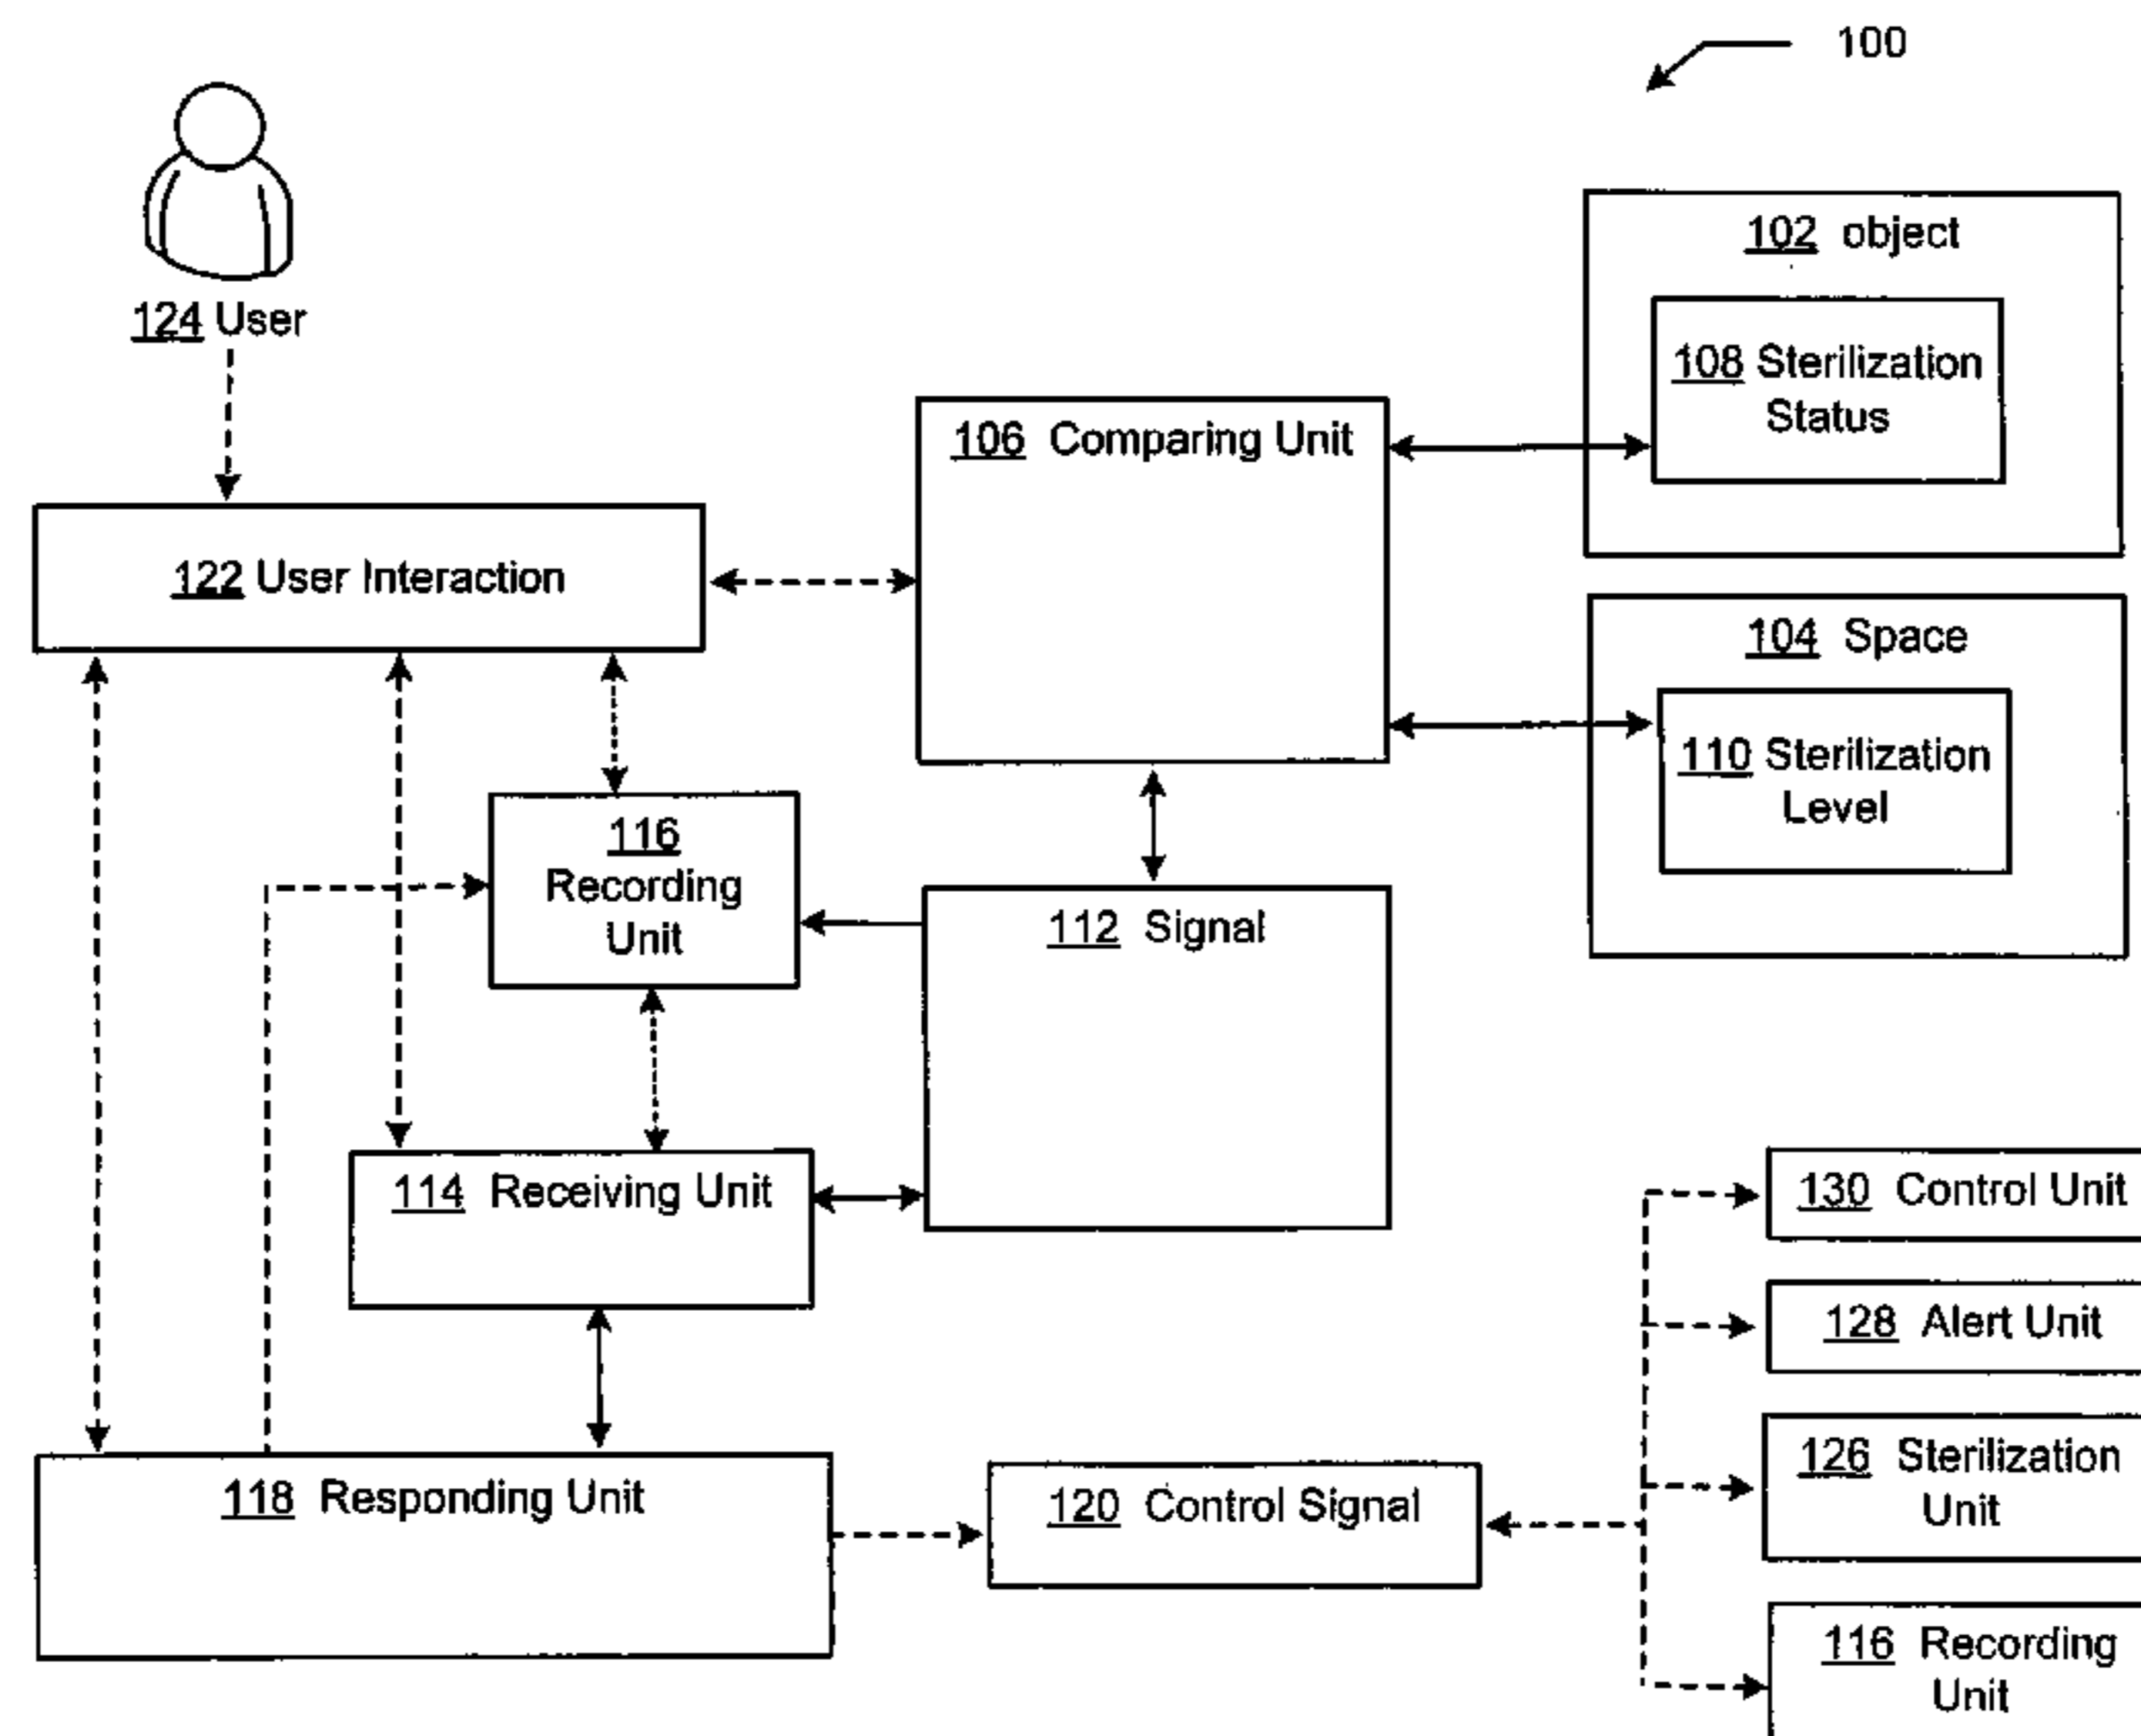 100
102 object
108 Sterilization
Status
124 User
106 Comparing Unit
122 User Interaction
104 Space
110 Sterilization
Level
116
Recording
Unit
112 Signal
114 Receiving Unit
130 Control Unit
128 Alert Unit
118 Responding Unit
120 Control Signal
126 Sterilization
Unit
116 Recording
Unit